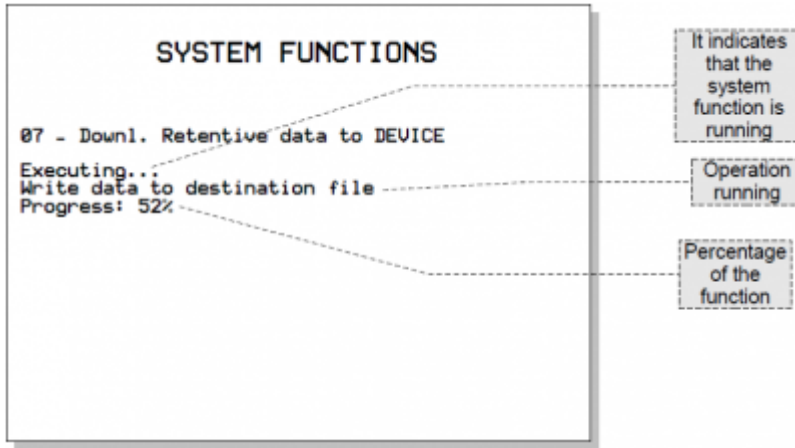 SYSTEM FUNCTIONS
07 - Downl. Retentive data to DEVICE
Executing...
Write data to destination file
Progress: 52%
It indicates
that the
system
function is
running
Operation
running
Percentage
of the
function